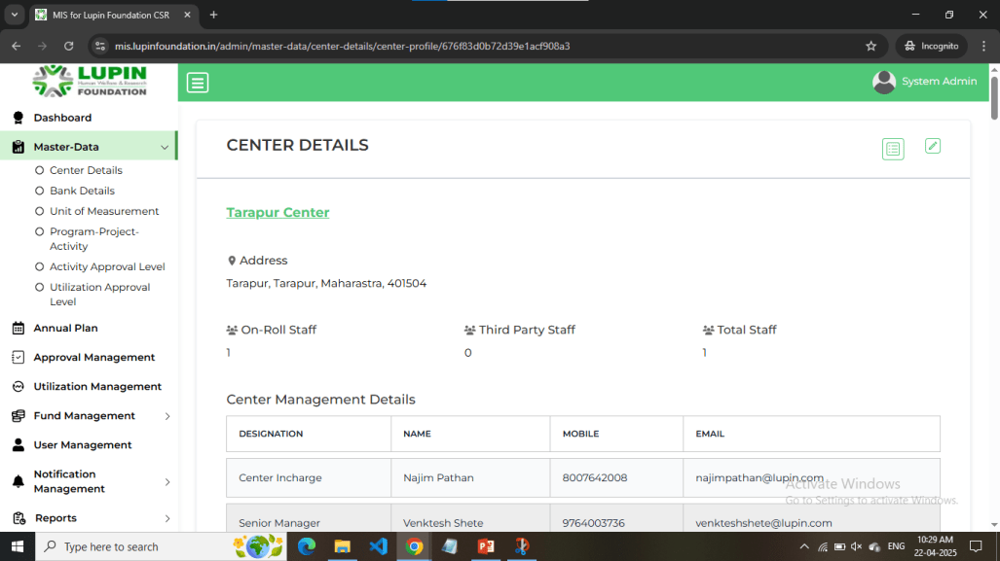 MIS for Lupin Foundation CSR
mis.lupinfoundation.in/admin/master-data/center-details/center-profile/676f83d0b72d39e1acf908a3
Incognito
LUPIN
Human Welfare & Research
FOUNDATION
System Admin
Dashboard
Master-Data
Center Details
Bank Details
Unit of Measurement
Program-Project-
Activity
Activity Approval Level
Utilization Approval
Level
Annual Plan
Approval Management
Utilization Management
Fund Management
User Management
Notification
Management
Reports
CENTER DETAILS
Tarapur Center
Address
Tarapur, Tarapur, Maharastra, 401504
On-Roll Staff Third Party Staff Total Staff
1 0 1
Center Management Details
DESIGNATION NAME MOBILE EMAIL
Center Incharge Najim Pathan 8007642008 najimpathan@lupin.com
Senior Manager Venktesh Shete 9764003736 venkteshshete@lupin.com
Activate Windows
Go to Settings to activate Windows.
Type here to search
ENG
10:29 AM
22-04-2025